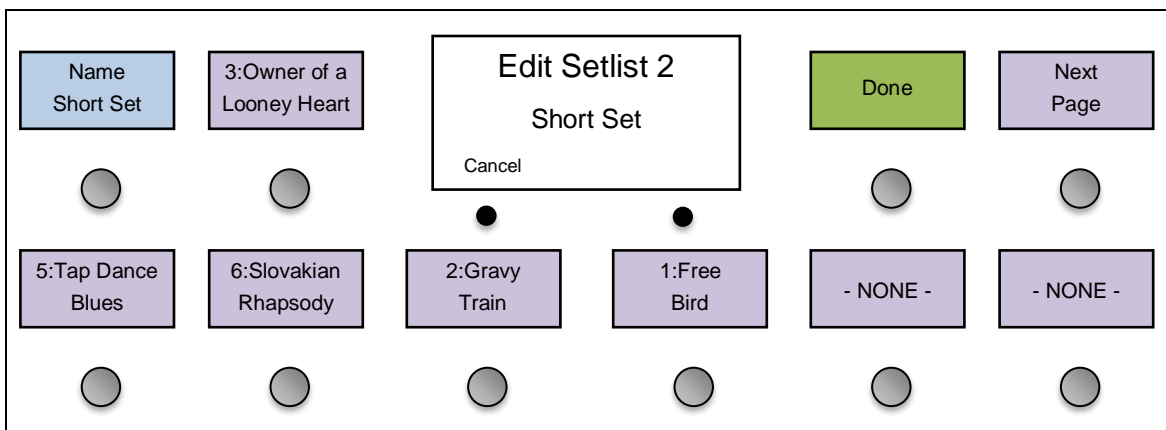 Name
Short Set
3:Owner of a
Looney Heart
Edit Setlist 2
Short Set
Cancel
Done
Next
Page
5:Tap Dance
Blues
6:Slovakian
Rhapsody
2:Gravy
Train
1:Free
Bird
- NONE -
- NONE -